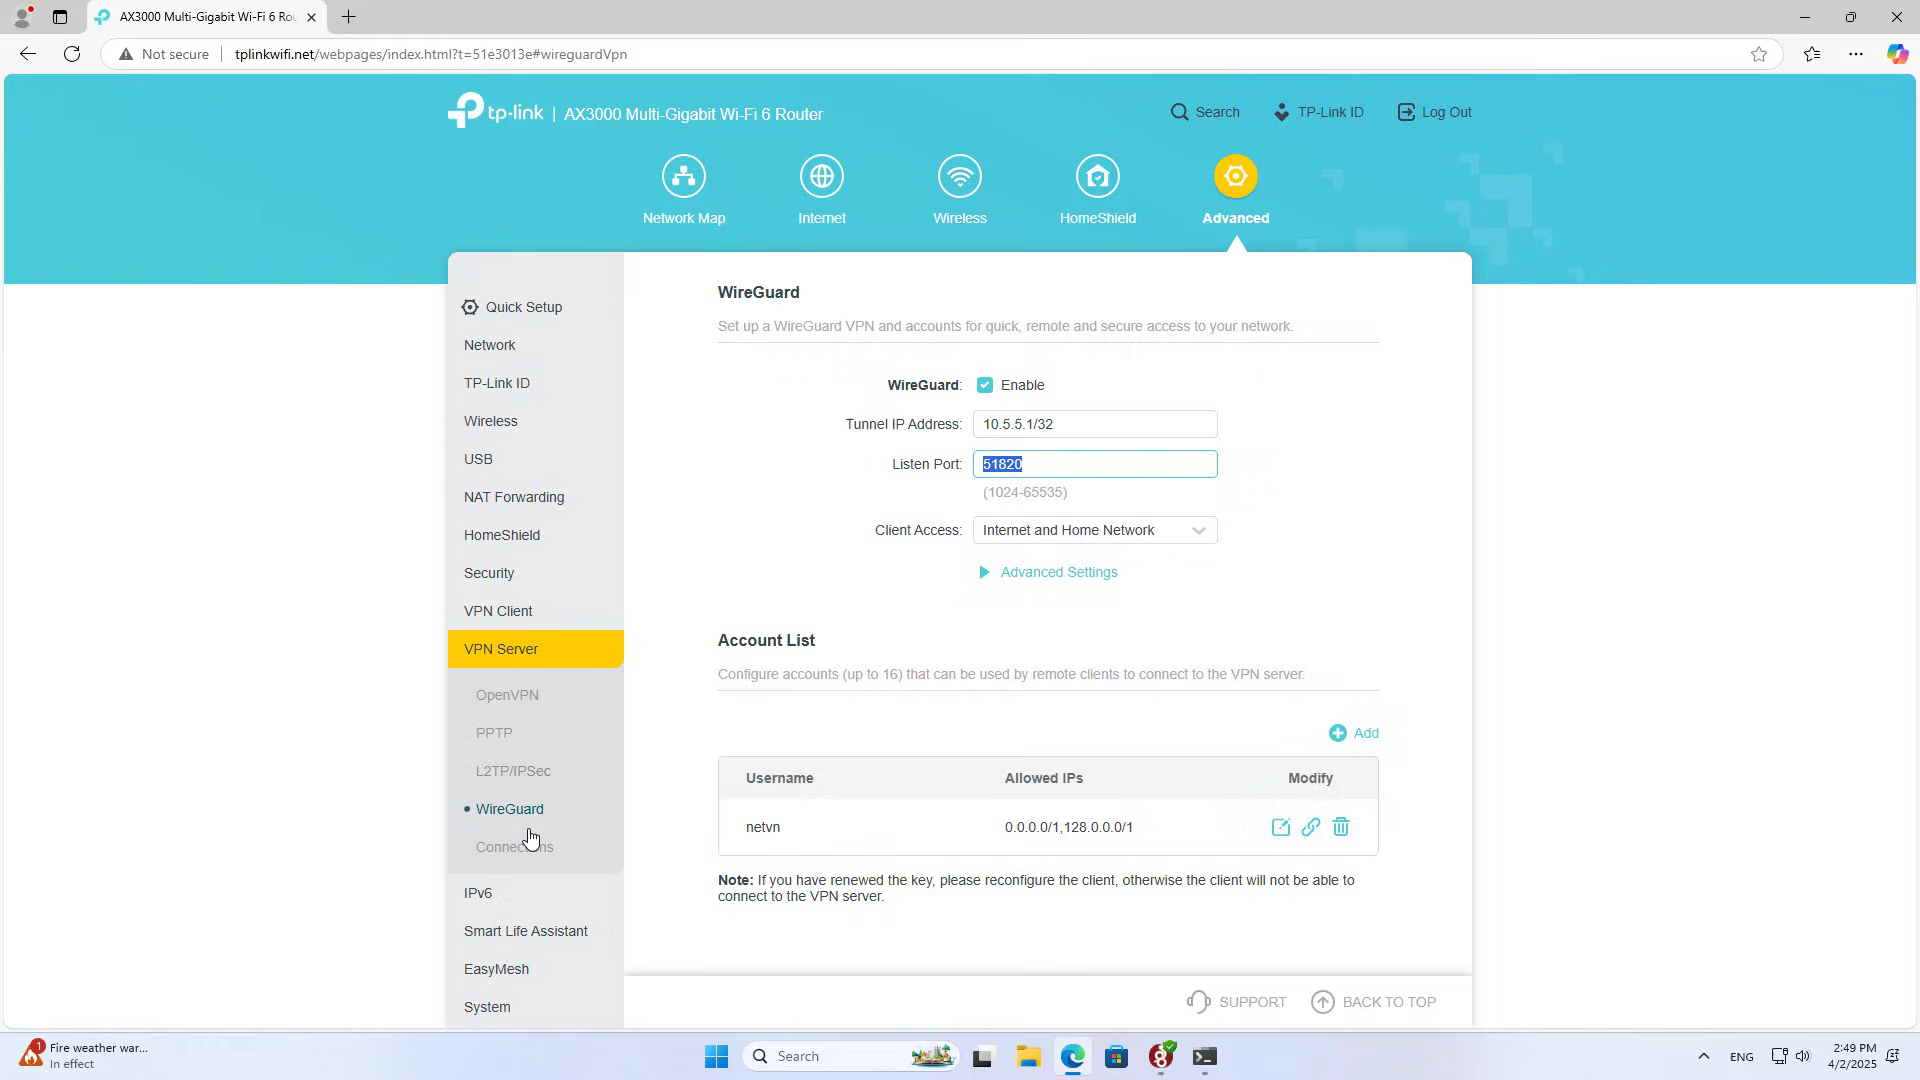 AX3000 Multi-Gigabit Wi-Fi 6 Rou
Not secure
tplinkwifi.net/webpages/index.html?t=51e3013e#wireguardVpn
tp-link | AX3000 Multi-Gigabit Wi-Fi 6 Router
Search
TP-Link ID
Log Out
Network Map
Internet
Wireless
HomeShield
Advanced
Quick Setup
Network
TP-Link ID
Wireless
USB
NAT Forwarding
HomeShield
Security
VPN Client
VPN Server
OpenVPN
PPTP
L2TP/IPSec
WireGuard
Connections
IPv6
Smart Life Assistant
EasyMesh
System
WireGuard
Set up a WireGuard VPN and accounts for quick, remote and secure access to your network.
WireGuard: Enable
Tunnel IP Address: 10.5.5.1/32
Listen Port: 51820
(1024-65535)
Client Access: Internet and Home Network
Advanced Settings
Account List
Configure accounts (up to 16) that can be used by remote clients to connect to the VPN server.
Add
Username Allowed IPs Modify
netvn 0.0.0.0/1,128.0.0.0/1
Note: If you have renewed the key, please reconfigure the client, otherwise the client will not be able to
connect to the VPN server.
SUPPORT
BACK TO TOP
1
Fire weather war...
In effect
Search
ENG
2:49 PM
4/2/2025